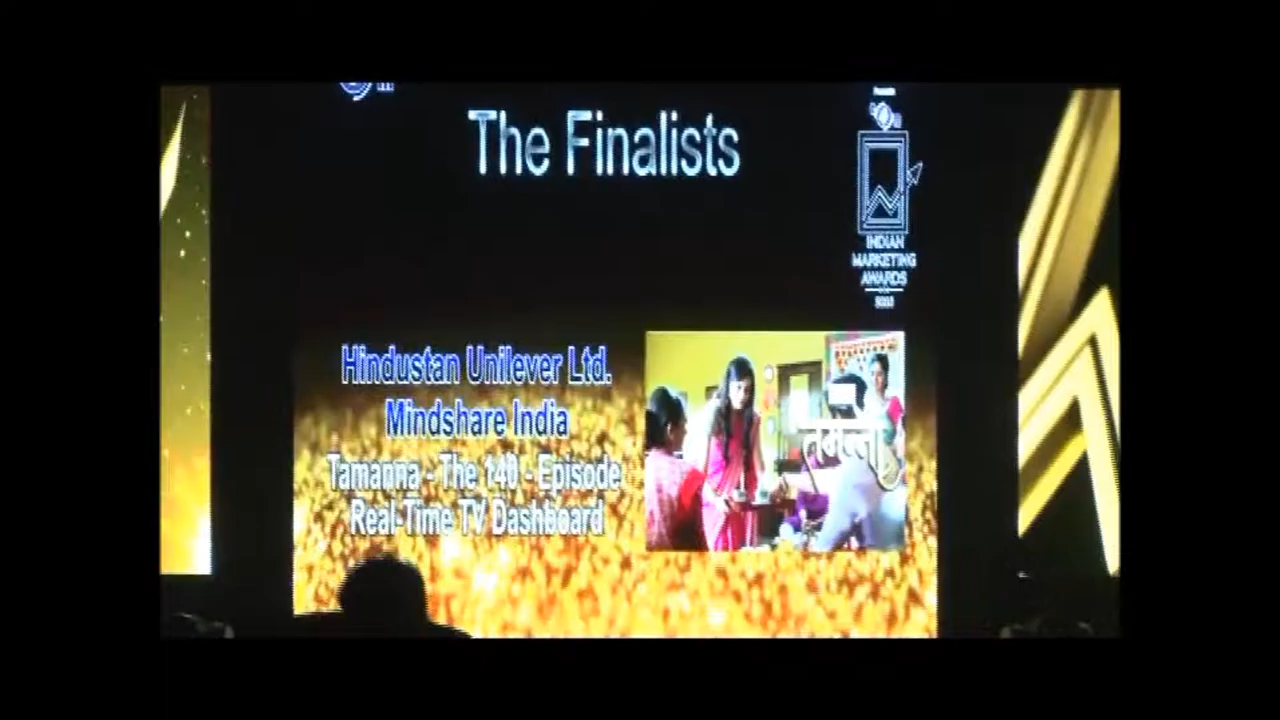 The Finalists
INDIAN
MARKETING
AWARDS
Hindustan Unilever Ltd.
Mindshare India
Tamanna - The 140 - Episode
Real-Time TV Dashboard
तमन्ना